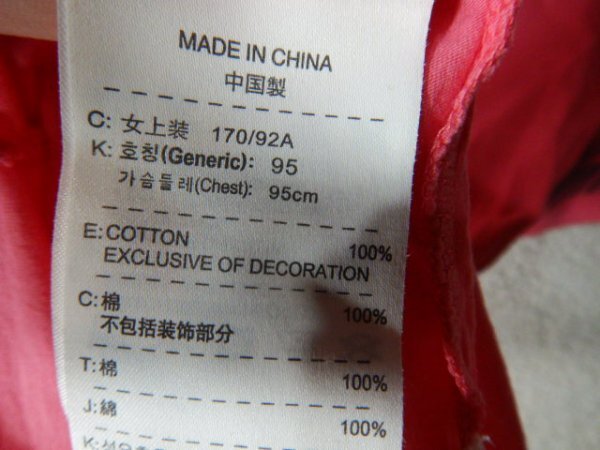 MADE IN CHINA
中国製
C: 女上装 170/92A
K: 호칭(Generic): 95
가슴둘레(Chest): 95cm
E: COTTON 100%
EXCLUSIVE OF DECORATION
C: 棉 100%
不包括装饰部分
T: 棉 100%
J: 綿 100%